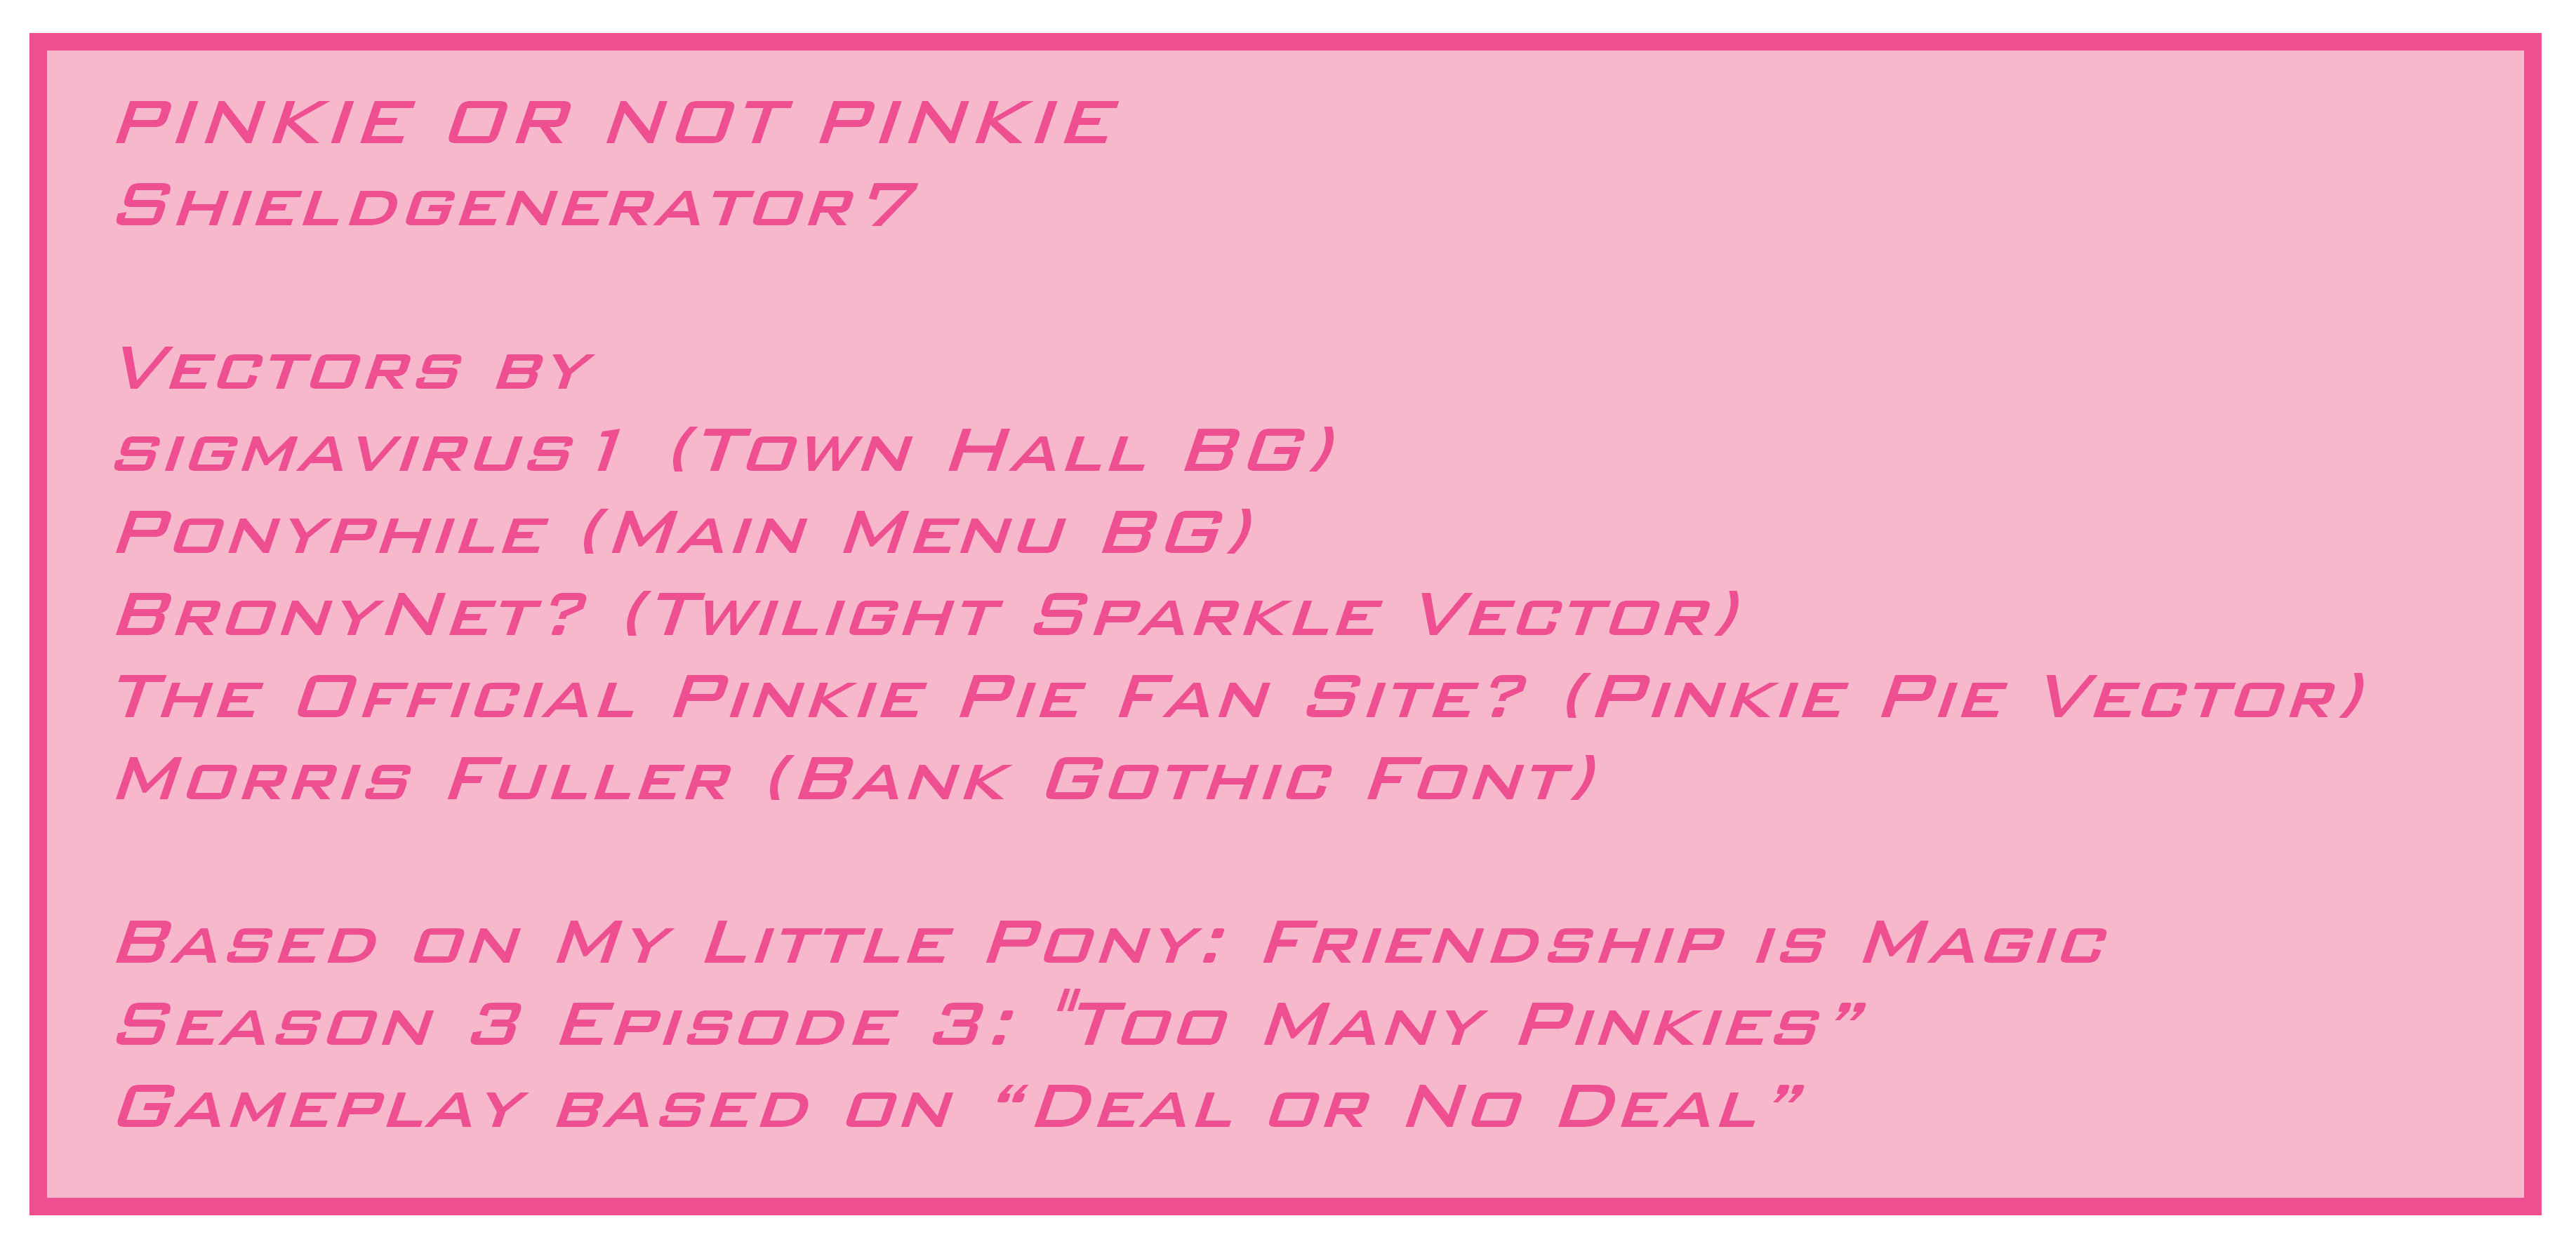 PINKIE OR NOT PINKIE
Shieldgenerator7
Vectors by
sigmavirus1 (Town Hall BG)
Ponyphile (Main Menu BG)
BronyNet? (Twilight Sparkle Vector)
The Official Pinkie Pie Fan Site? (Pinkie Pie Vector)
Morris Fuller (Bank Gothic Font)
Based on My Little Pony: Friendship is Magic
Season 3 Episode 3: "Too Many Pinkies”
Gameplay based on “Deal or No Deal”